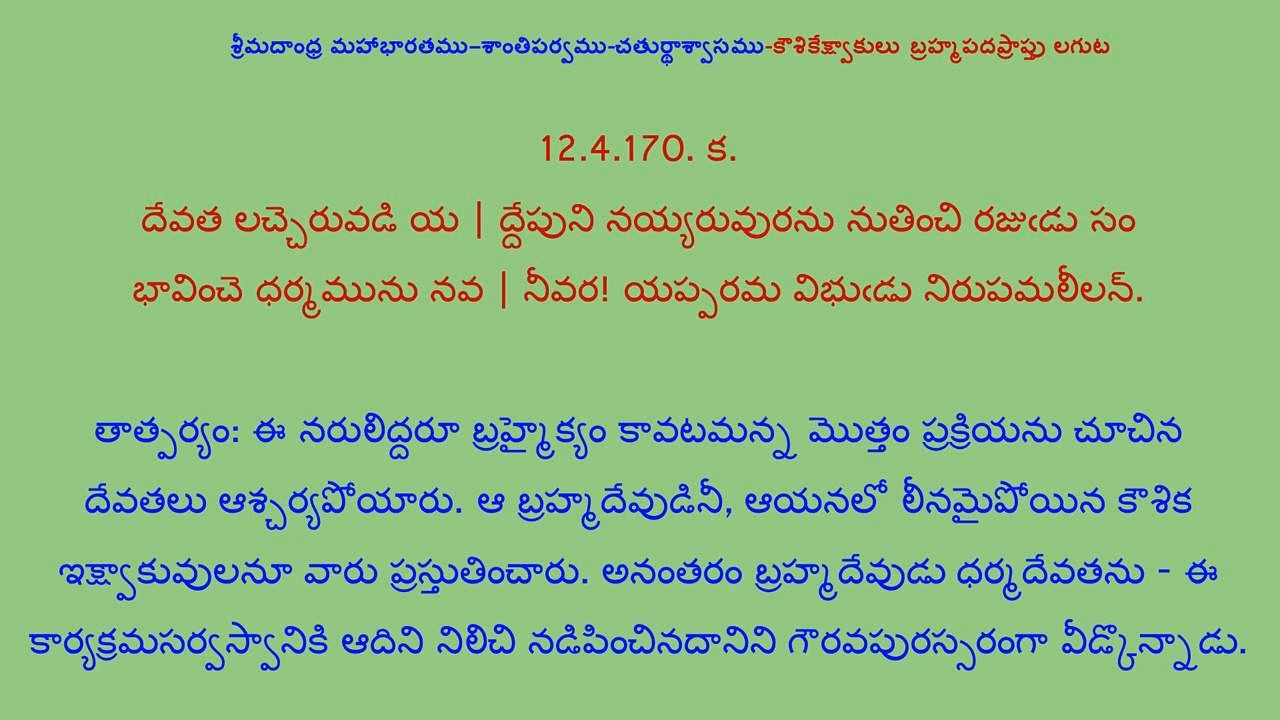 శ్రీమదాంధ్ర మహాభారతము–శాంతిపర్వము-చతుర్థాశ్వాసము-కౌశికేక్ష్వాకులు బ్రహ్మపదప్రాప్తు లగుట
12.4.170. క.
దేవత లచ్చెరువడి య | ద్దేపుని నయ్యరువురను నుతించి రజుఁడు సం
భావించె ధర్మమును నవ | నీవర! యప్పరమ విభుఁడు నిరుపమలీలన్.
తాత్పర్యం: ఈ నరులిద్దరూ బ్రహ్మైక్యం కావటమన్న మొత్తం ప్రక్రియను చూచిన
దేవతలు ఆశ్చర్యపోయారు. ఆ బ్రహ్మదేవుడినీ, ఆయనలో లీనమైపోయిన కౌశిక
ఇక్ష్వాకువులనూ వారు ప్రస్తుతించారు. అనంతరం బ్రహ్మదేవుడు ధర్మదేవతను - ఈ
కార్యక్రమసర్వస్వానికి ఆదిని నిలిచి నడిపించినదానిని గౌరవపురస్సరంగా వీడ్కొన్నాడు.